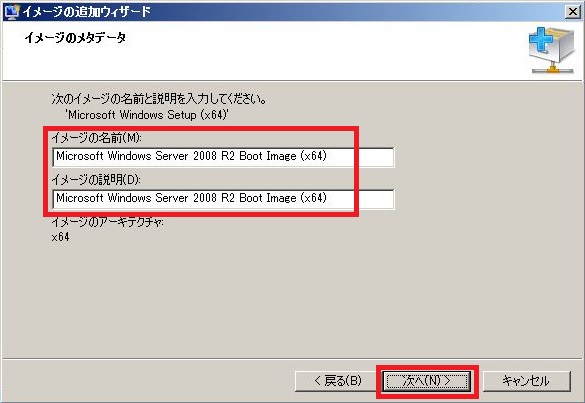 イメージの追加ウィザード
イメージのメタデータ
次のイメージの名前と説明を入力してください。
'Microsoft Windows Setup (x64)'
イメージの名前(M):
Microsoft Windows Server 2008 R2 Boot Image (x64)
イメージの説明(D):
Microsoft Windows Server 2008 R2 Boot Image (x64)
イメージのアーキテクチャ:
x64
< 戻る(B)
次へ(N) >
キャンセル